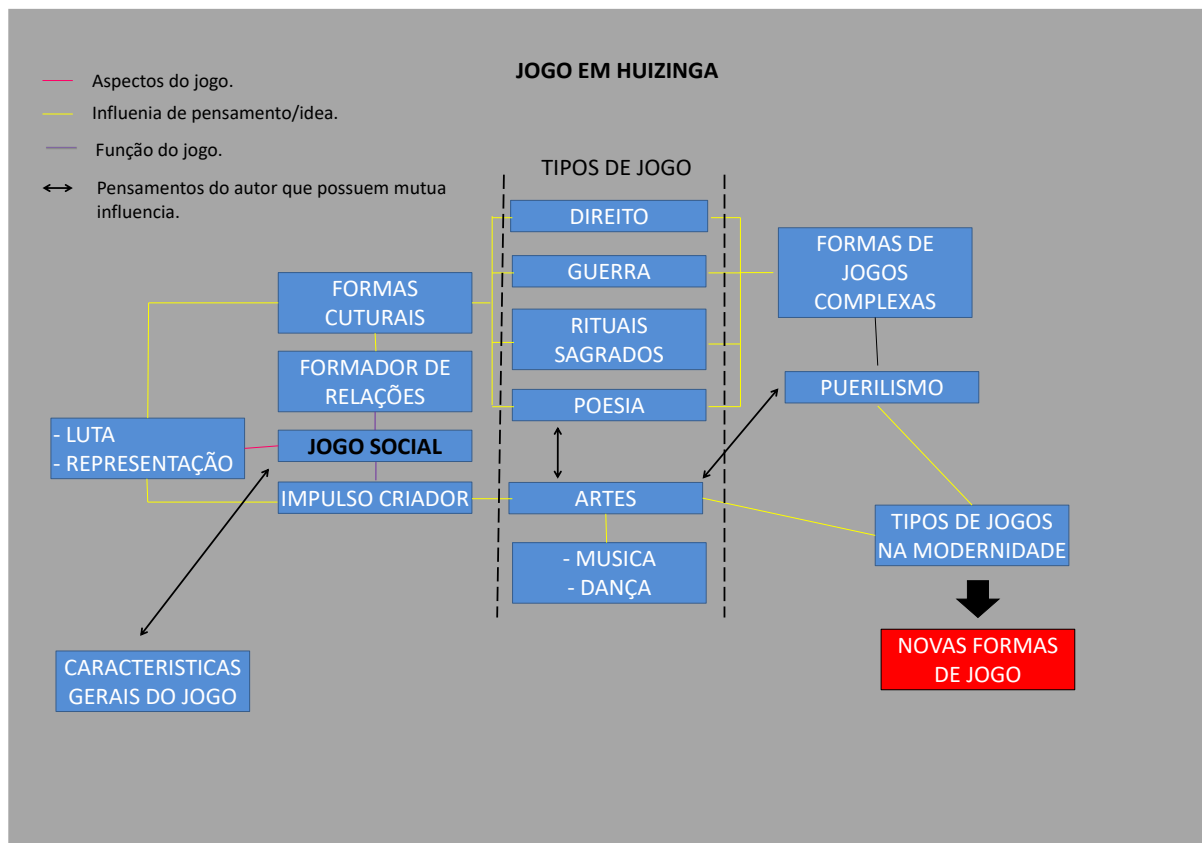 JOGO EM HUIZINGA
Aspectos do jogo.
Influenia de pensamento/idea.
Função do jogo.
Pensamentos do autor que possuem mutua
influencia.
TIPOS DE JOGO
DIREITO
GUERRA
RITUAIS
SAGRADOS
POESIA
FORMAS
CUTURAIS
FORMADOR DE
RELAÇÕES
- LUTA
- REPRESENTAÇÃO
JOGO SOCIAL
IMPULSO CRIADOR
ARTES
- MUSICA
- DANÇA
FORMAS DE
JOGOS
COMPLEXAS
PUERILISMO
TIPOS DE JOGOS
NA MODERNIDADE
NOVAS FORMAS
DE JOGO
CARACTERISTICAS
GERAIS DO JOGO